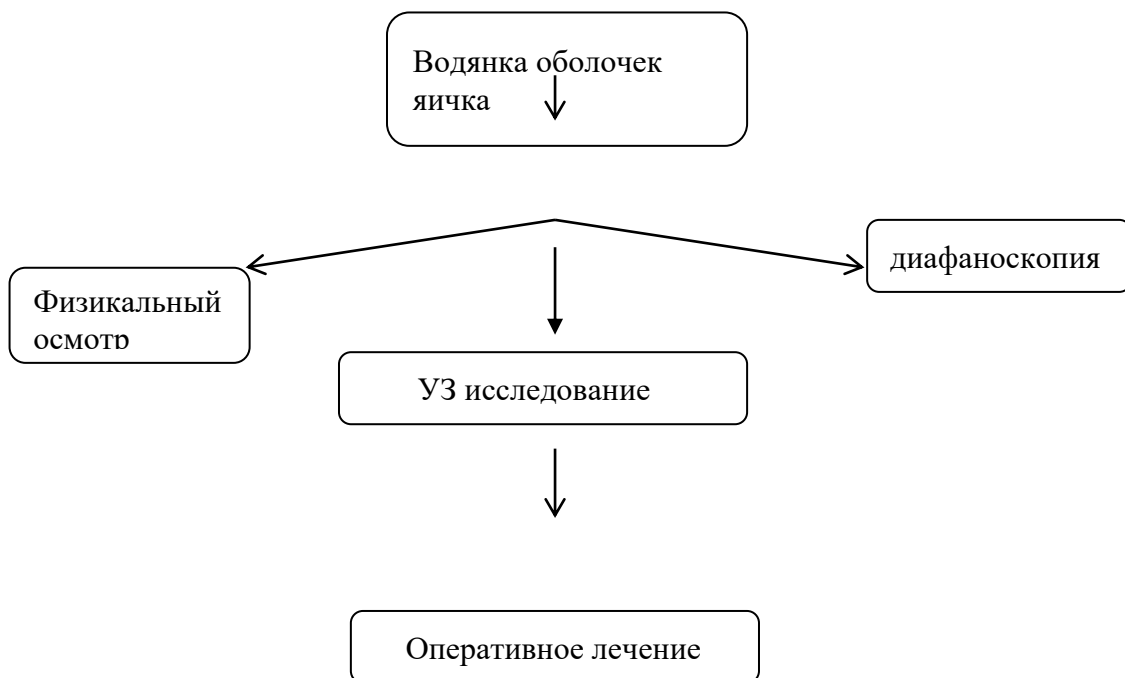 Водянка оболочек
яичка
диафаноскопия
Физикальный
осмотр
УЗ исследование
Оперативное лечение